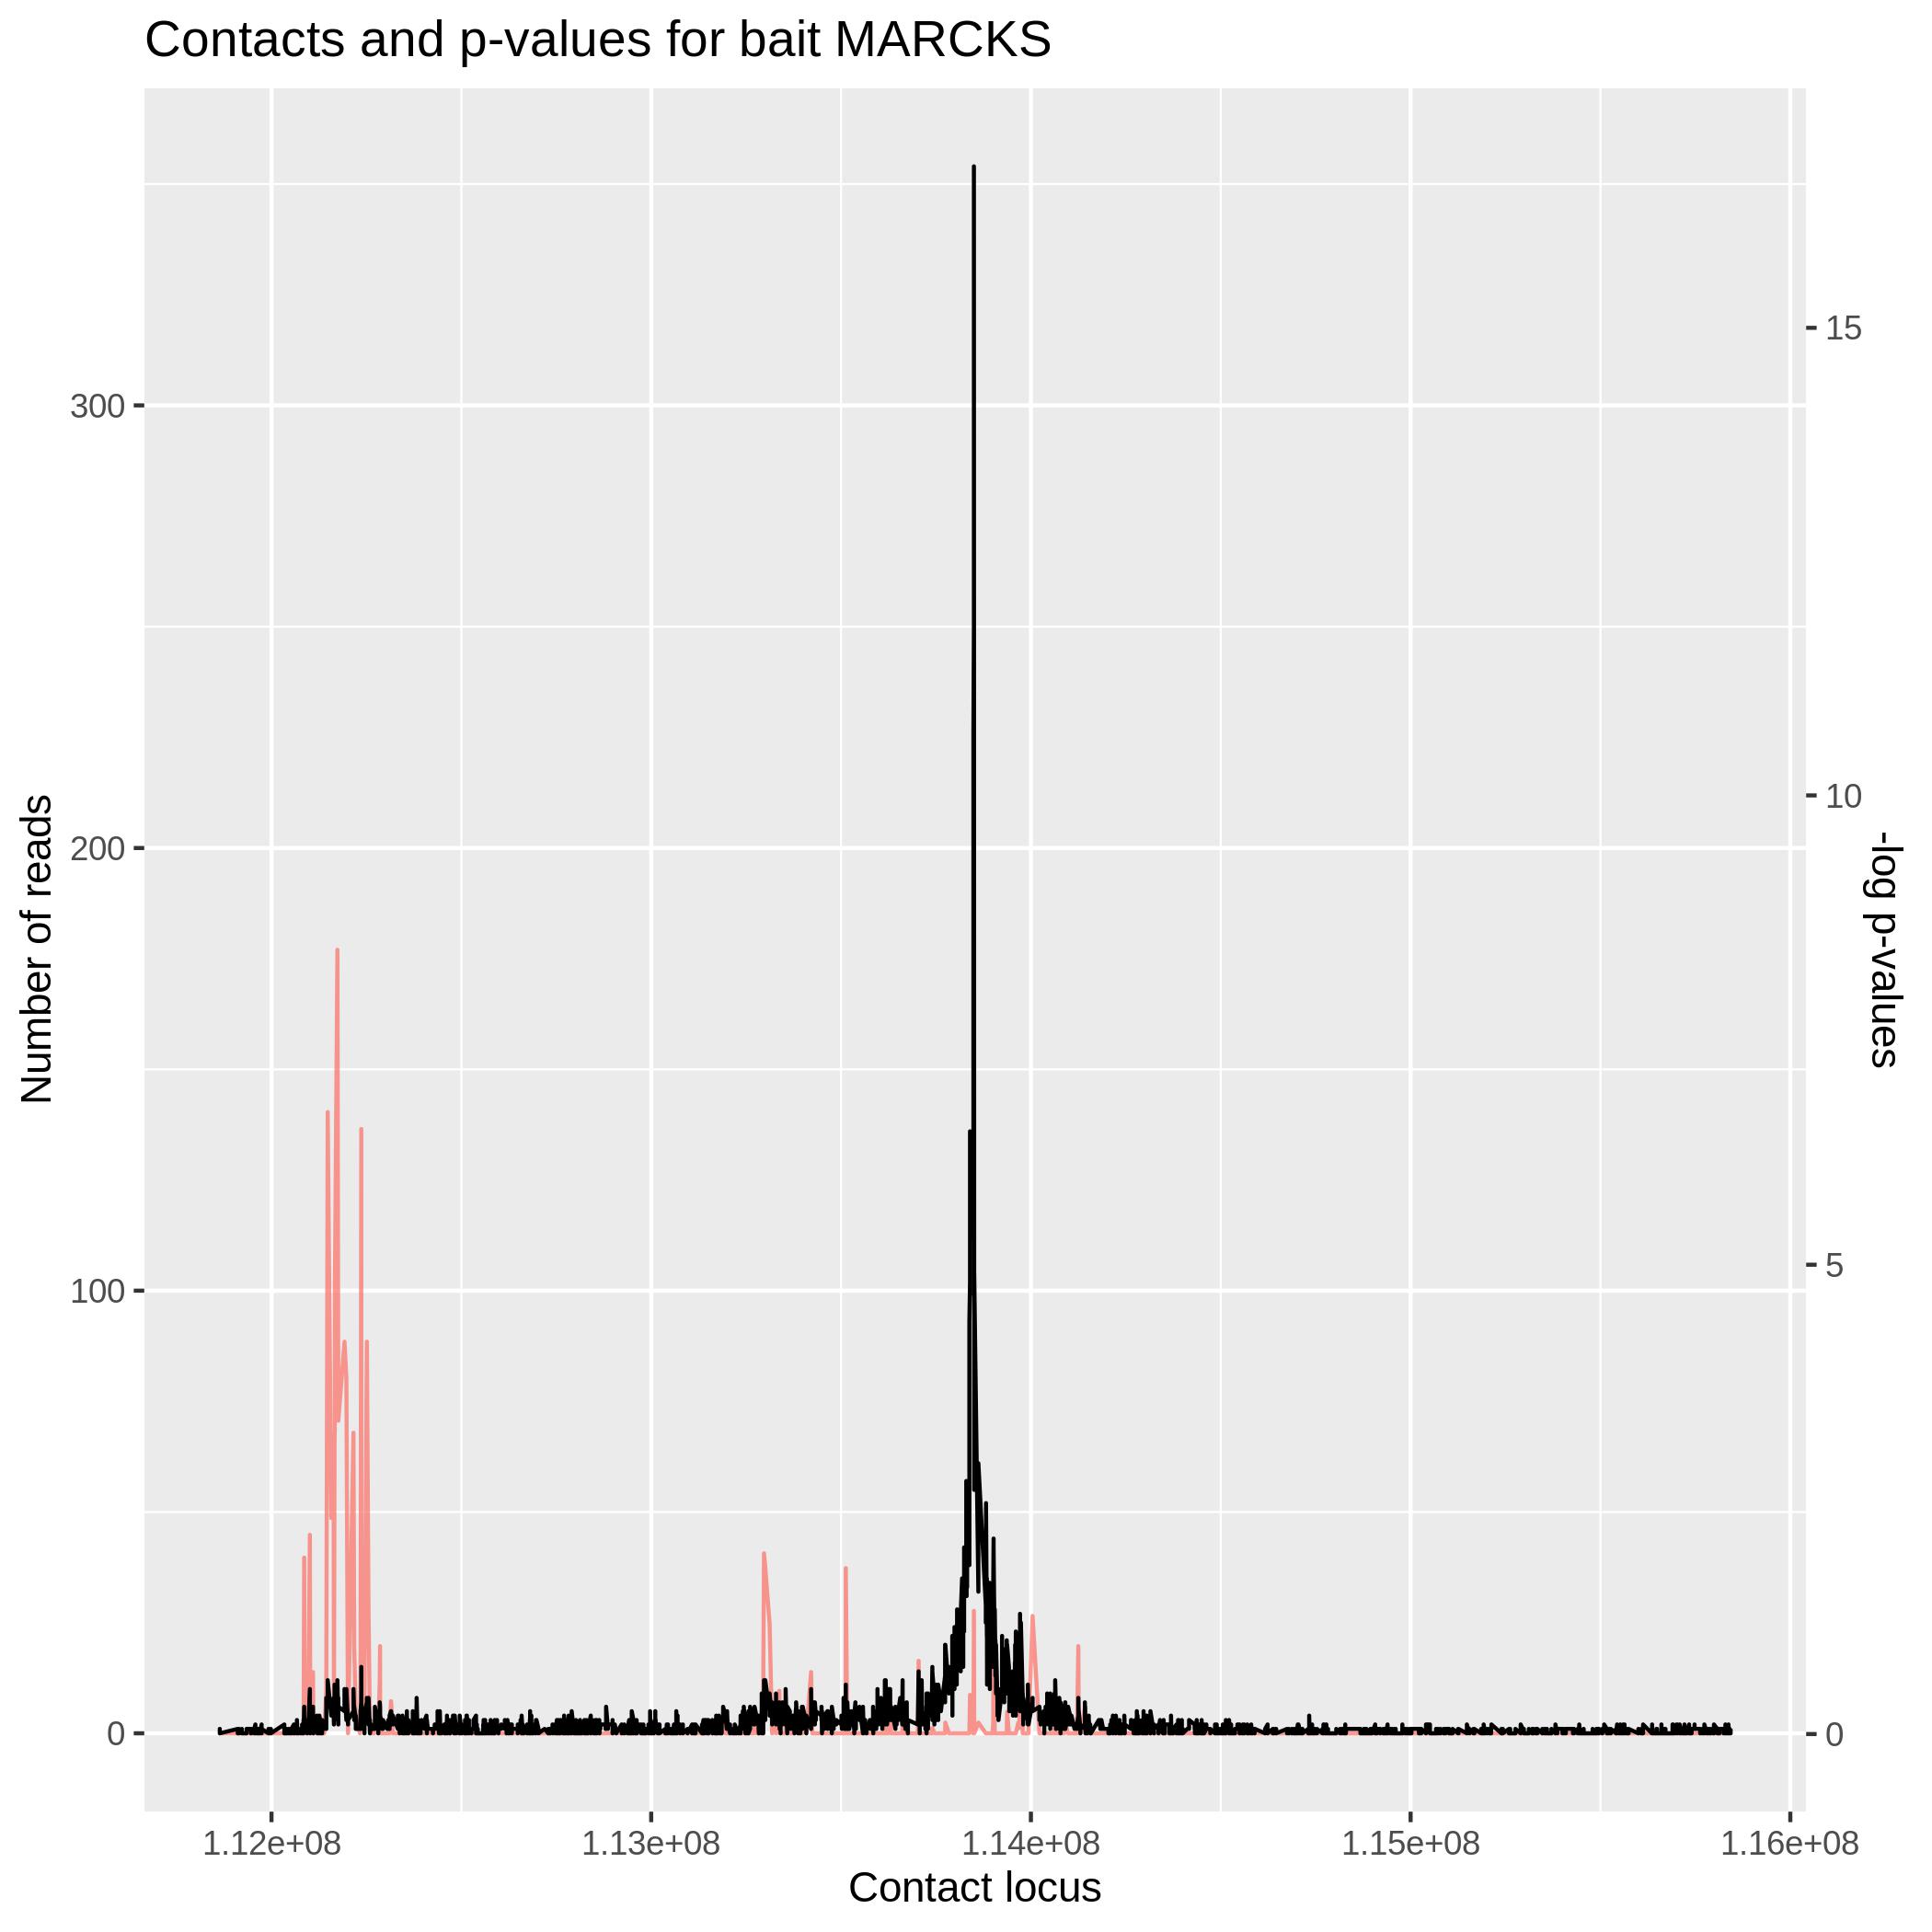 Contacts and p-values for bait MARCKS
Number of reads
300
200
100
0
15
10
5
0
-log p-values
1.12e+08
1.13e+08
1.14e+08
1.15e+08
1.16e+08
Contact locus